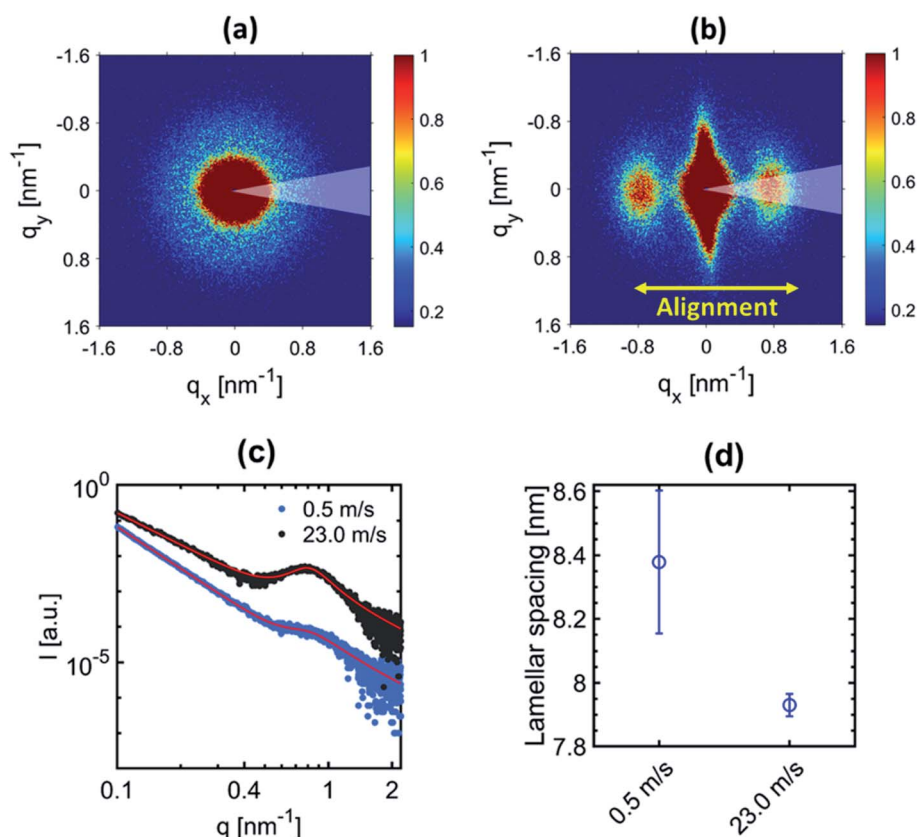 (a)
(b)
-1.6
-0.8
0
0.8
1.6
q_y [nm^-1]
-1.6 -0.8 0 0.8 1.6
q_x [nm^-1]
1
0.8
0.6
0.4
0.2
-1.6
-0.8
0
0.8
1.6
q_y [nm^-1]
Alignment
-1.6 -0.8 0 0.8 1.6
q_x [nm^-1]
1
0.8
0.6
0.4
0.2
(c)
10^0
10^-5
I [a.u.]
0.5 m/s
23.0 m/s
0.1 0.4 1 2
q [nm^-1]
(d)
Lamellar spacing [nm]
8.6
8.4
8.2
8
7.8
0.5 m/s
23.0 m/s